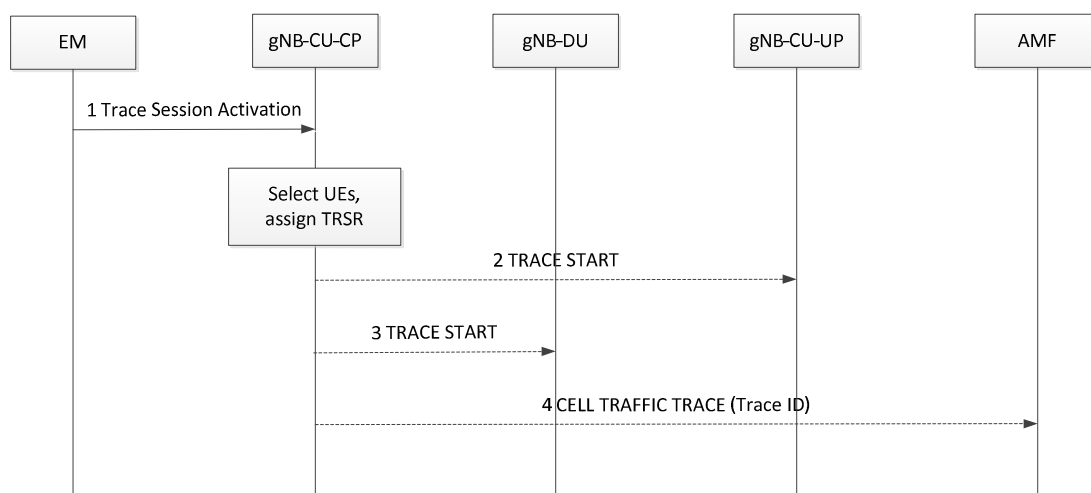 EM
gNB-CU-CP
gNB-DU
gNB-CU-UP
AMF
1 Trace Session Activation
Select UEs,
assign TRSR
2 TRACE START
3 TRACE START
4 CELL TRAFFIC TRACE (Trace ID)